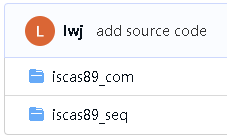 L lwj add source code
iscas89_com
iscas89_seq